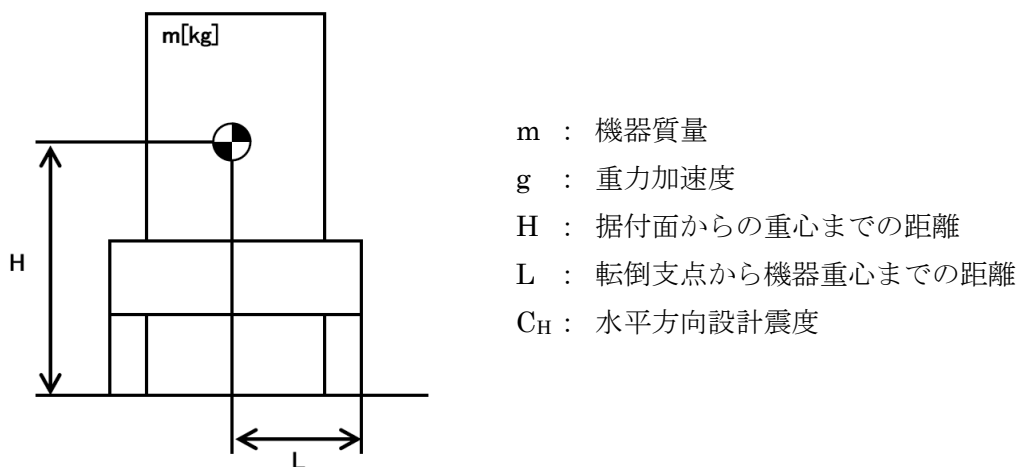 m[kg]
H
L
m : 機器質量
g : 重力加速度
H : 据付面からの重心までの距離
L : 転倒支点から機器重心までの距離
CH : 水平方向設計震度